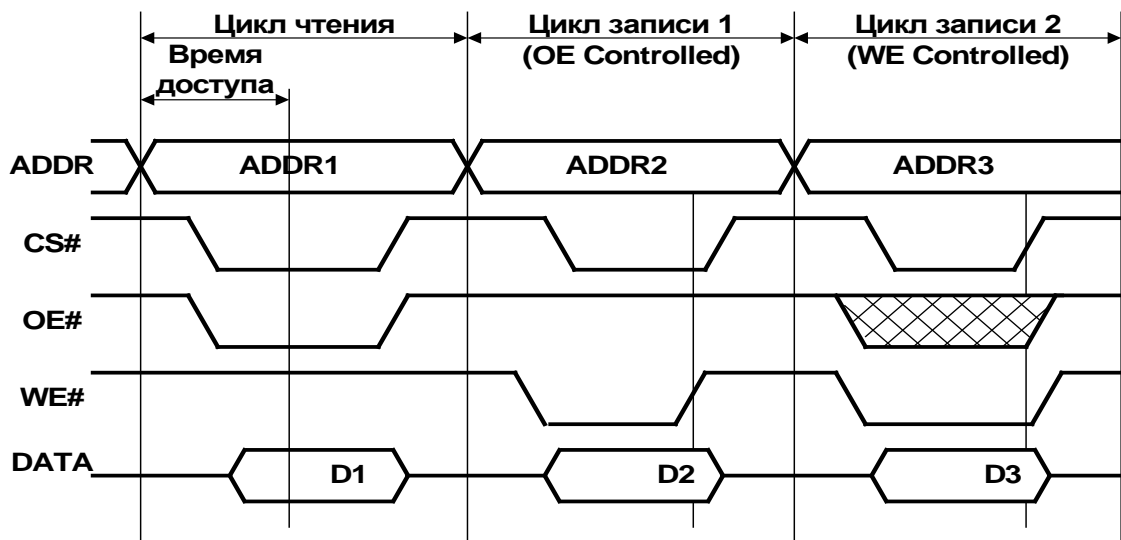 Цикл чтения
Цикл записи 1
(OE Controlled)
Цикл записи 2
(WE Controlled)
Время
доступа
ADDR
ADDR1
ADDR2
ADDR3
CS#
OE#
WE#
DATA
D1
D2
D3